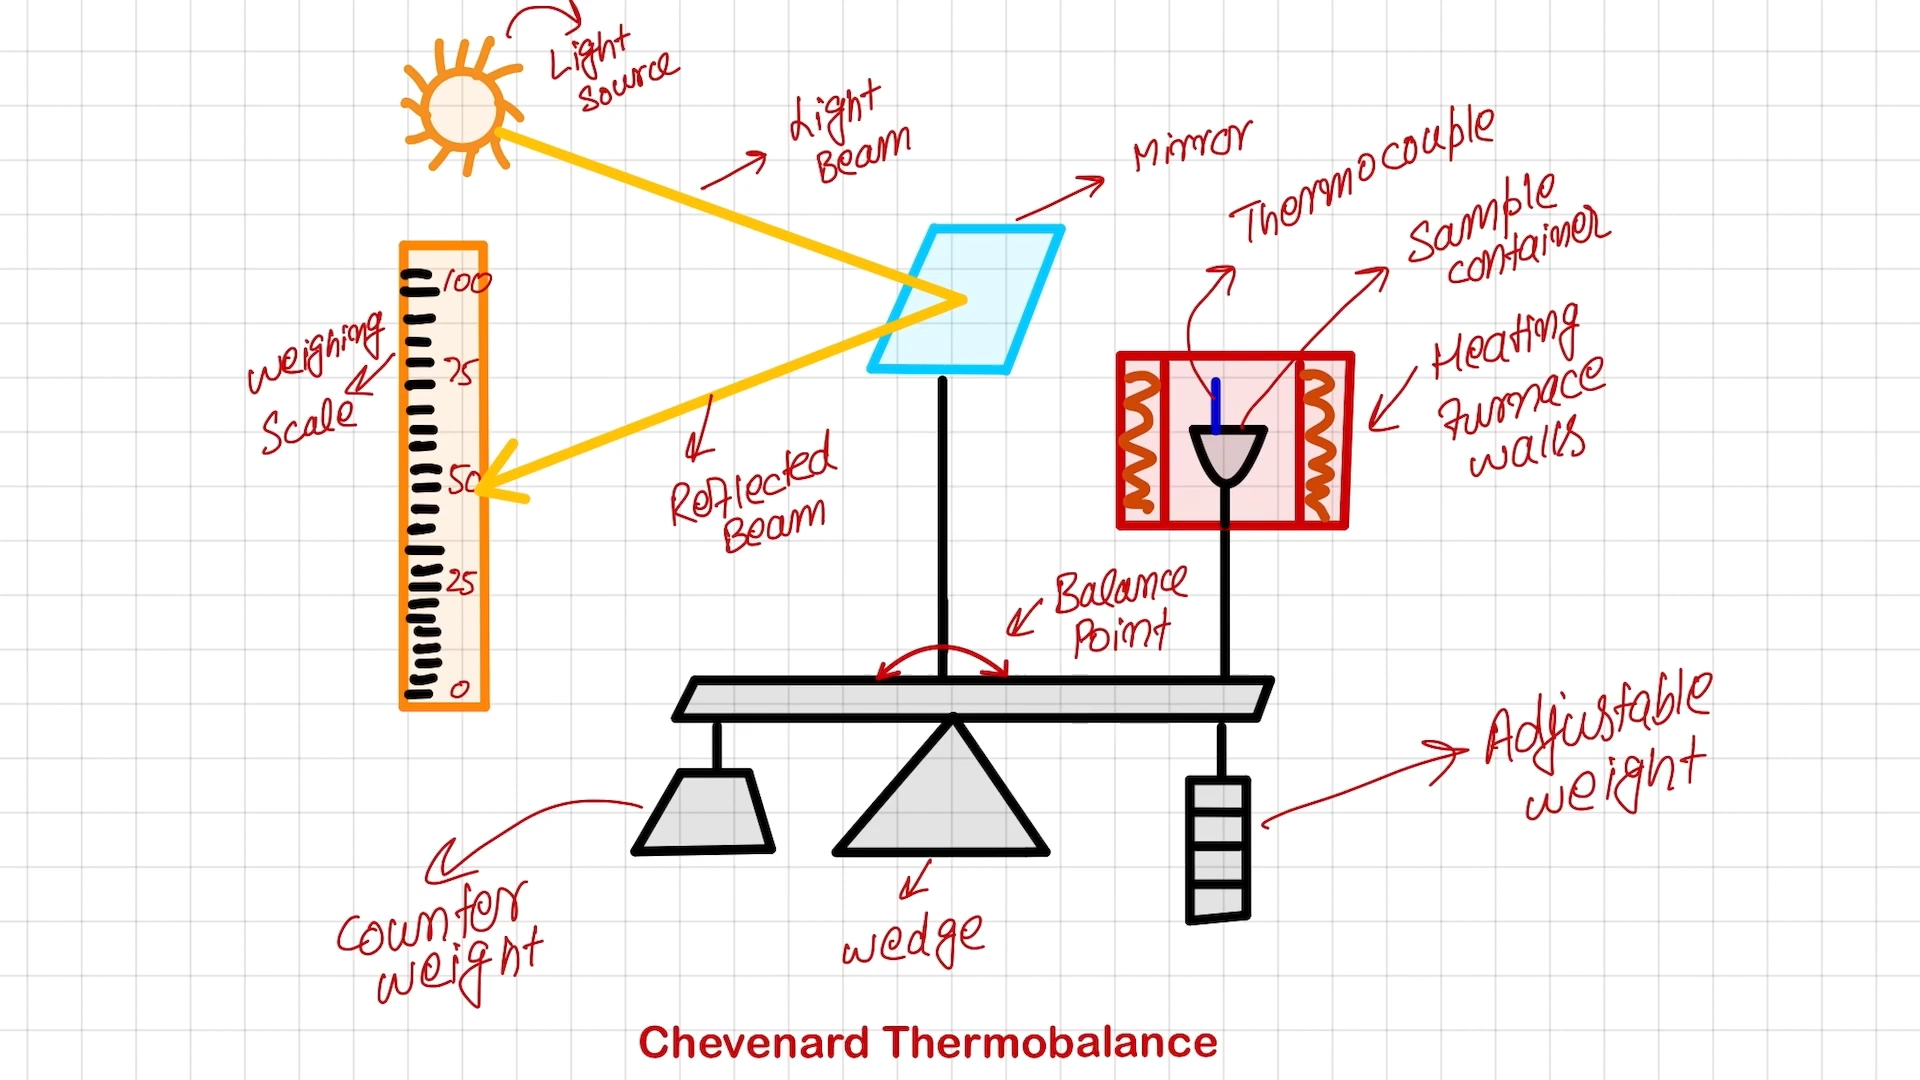 Light
Source
Light
Beam
Mirror
Thermocouple
Sample
container
Heating
Furnace
walls
weighing
Scale
100
75
50
25
0
Reflected
Beam
Balance
Point
Adjustable
weight
Counter
weight
wedge
Chevenard Thermobalance